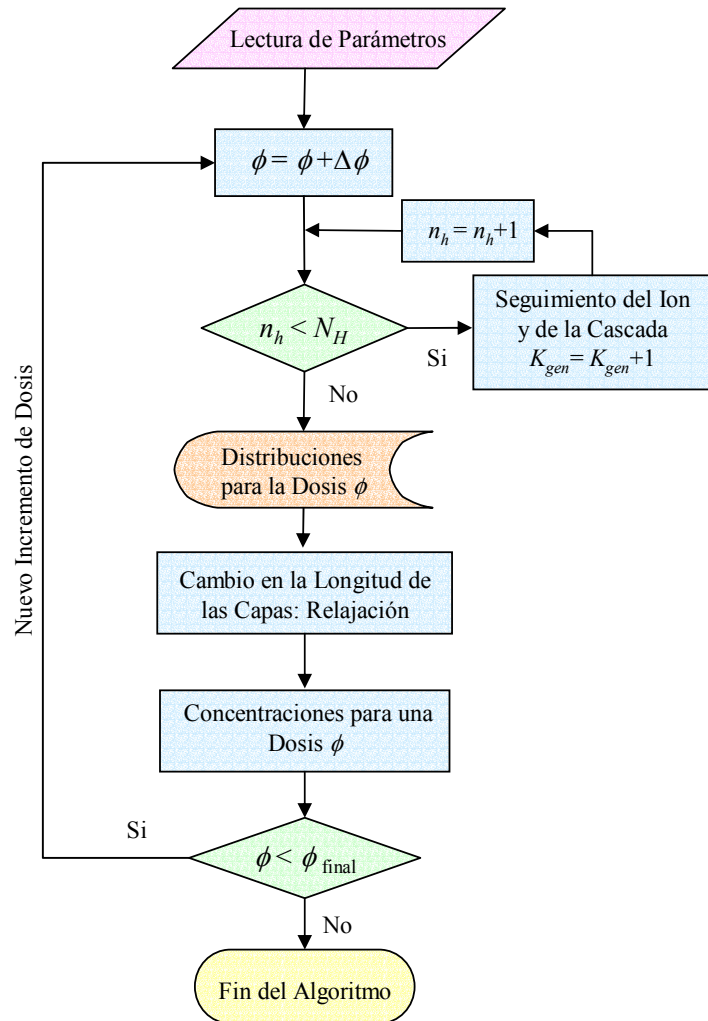 Lectura de Parámetros
ϕ = ϕ+Δϕ
n_h = n_h+1
n_h < N_H
Si
Seguimiento del Ion
y de la Cascada
K_gen = K_gen+1
No
Distribuciones
para la Dosis ϕ
Cambio en la Longitud de
las Capas: Relajación
Concentraciones para una
Dosis ϕ
Nuevo Incremento de Dosis
Si
ϕ < ϕ_final
No
Fin del Algoritmo